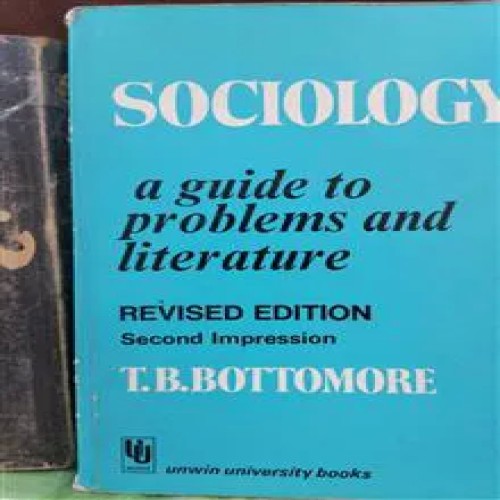 SOCIOLOGY
a guide to
problems and
literature
REVISED EDITION
Second Impression
T.B.BOTTOMORE
unwin university books